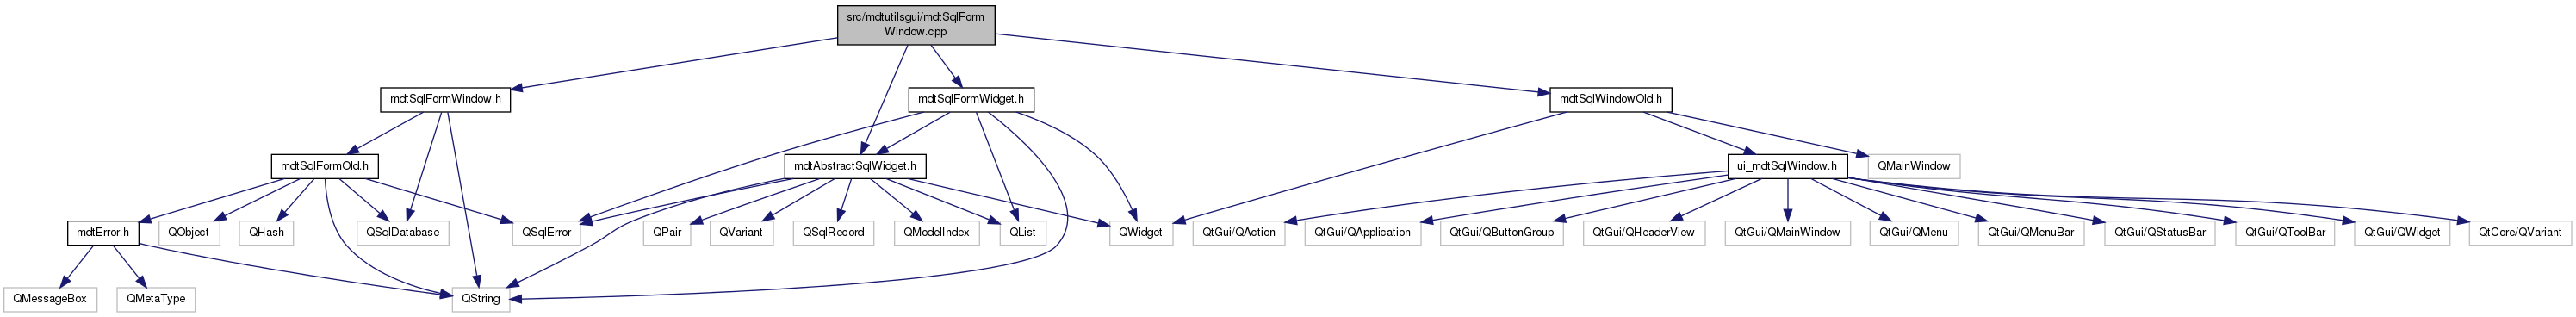 src/mdtutilsgui/mdtSqlForm
Window.cpp
mdtSqlFormWindow.h
mdtSqlFormWidget.h
mdtSqlWindowOld.h
mdtSqlFormOld.h
mdtAbstractSqlWidget.h
ui_mdtSqlWindow.h
QMainWindow
mdtError.h
QObject
QHash
QSqlDatabase
QSqlError
QPair
QVariant
QSqlRecord
QModelIndex
QList
QWidget
QtGui/QAction
QtGui/QApplication
QtGui/QButtonGroup
QtGui/QHeaderView
QtGui/QMainWindow
QtGui/QMenu
QtGui/QMenuBar
QtGui/QStatusBar
QtGui/QToolBar
QtGui/QWidget
QtCore/QVariant
QMessageBox
QMetaType
QString